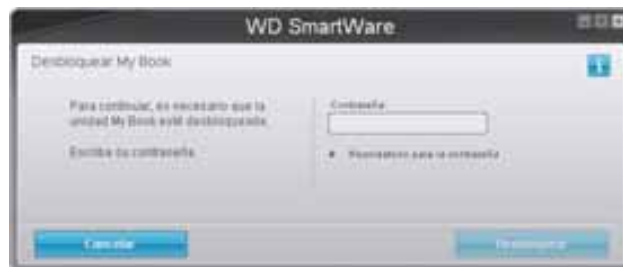 WD SmartWare
Desbloquear My Book
Para continuar, es necesario que la
unidad My Book esté desbloqueada.
Escriba su contraseña.
Contraseña:
Recordatorio para la contraseña
Cancelar
Desbloquear